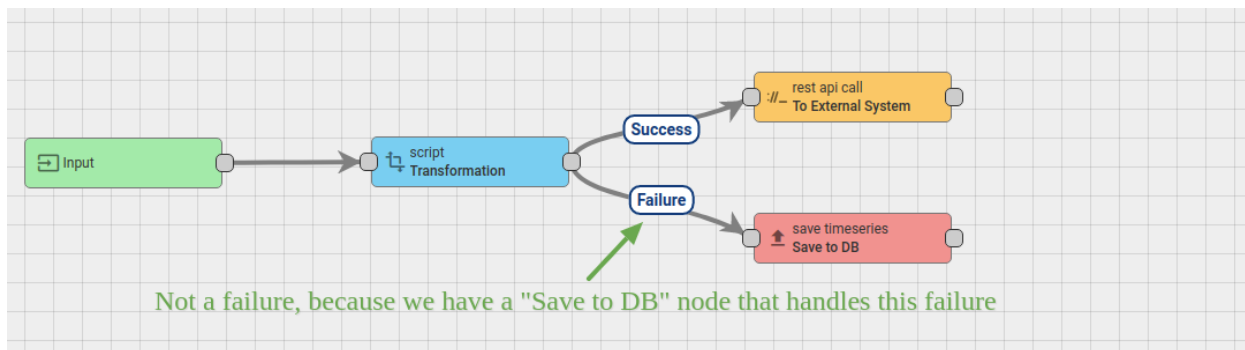 Input
script
Transformation
Success
Failure
rest api call
To External System
save timeseries
Save to DB
Not a failure, because we have a "Save to DB" node that handles this failure